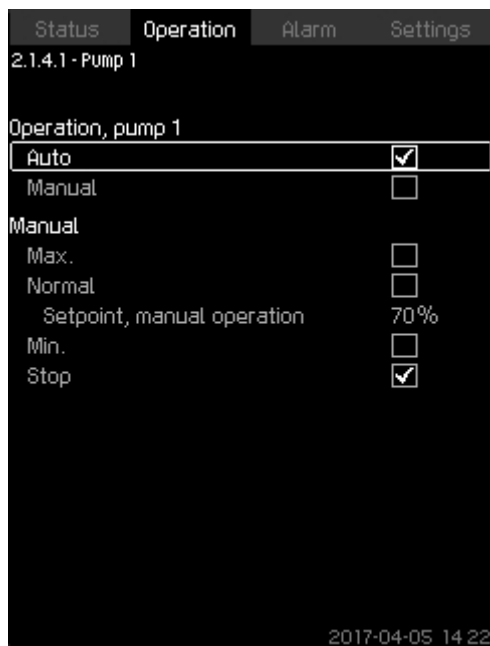 Status Operation Alarm Settings
2.1.4.1 - Pump 1
Operation, pump 1
Auto
Manual
Manual
Max.
Normal
Setpoint, manual operation 70%
Min.
Stop
2017-04-05 14:22